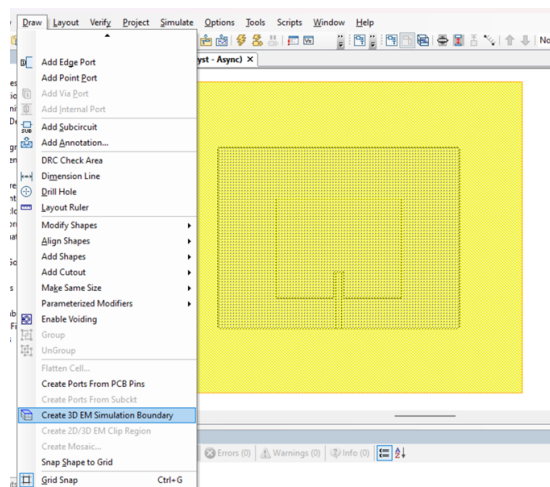 Draw Layout Verify Project Simulate Options Tools Scripts Window Help
yst - Async) ×
Add Edge Port
Add Point Port
Add Via Port
Add Internal Port
SUB
Add Subcircuit
Add Annotation...
DRC Check Area
Dimension Line
Drill Hole
Layout Ruler
Modify Shapes
Align Shapes
Add Shapes
Add Cutout
Make Same Size
Parameterized Modifiers
Enable Voiding
Group
UnGroup
Flatten Cell...
Create Ports From PCB Pins
Create Ports From Subckt
Create 3D EM Simulation Boundary
Create 2D/3D EM Clip Region
Create Mosaic...
Snap Shape to Grid
Grid Snap Ctrl+G
Errors (0) Warnings (0) Info (0)